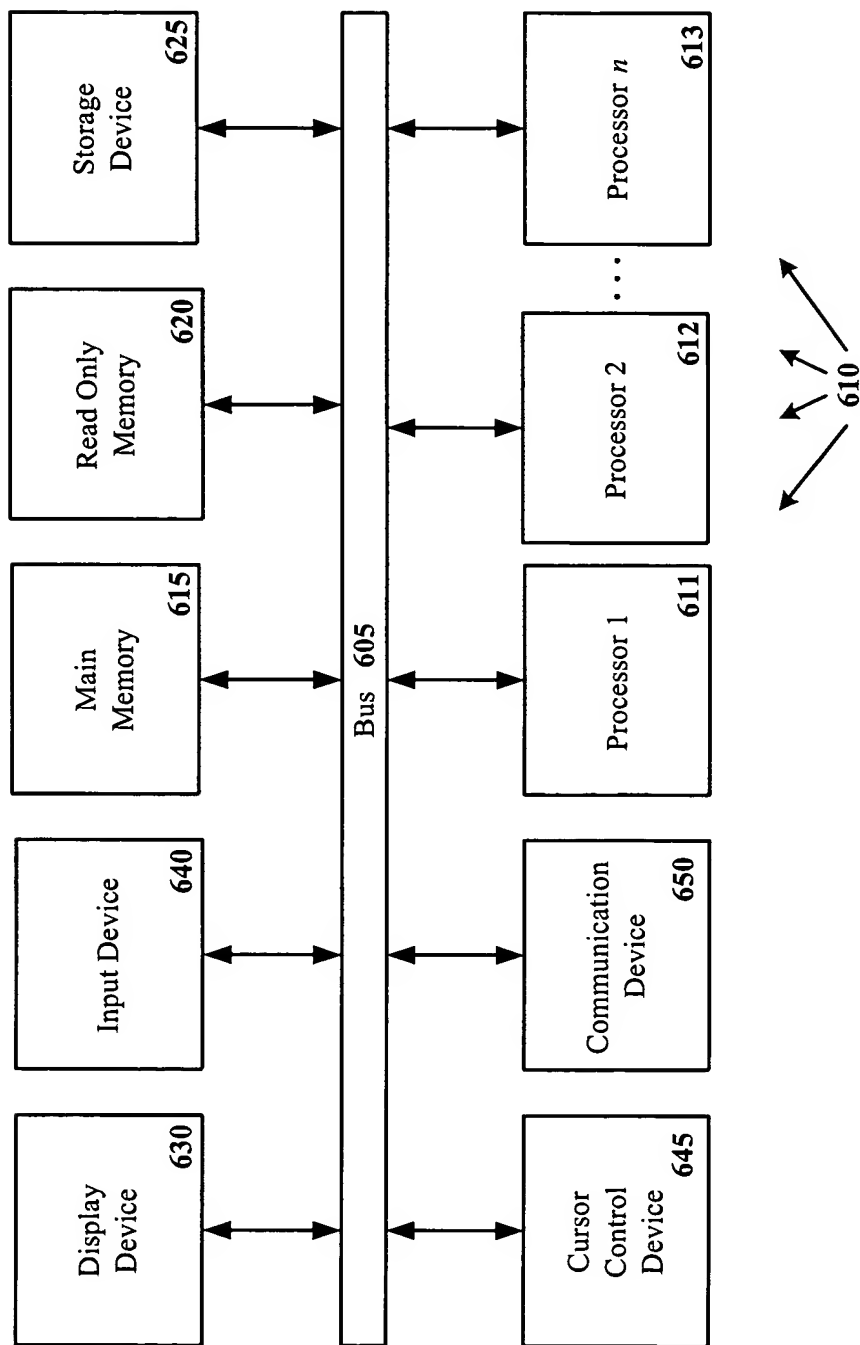 Display
Device
630
Input Device
640
Main
Memory
615
Read Only
Memory
620
Storage
Device
625
Bus 605
Cursor
Control
Device
645
Communication
Device
650
Processor 1
611
Processor 2
612
. . .
Processor n
613
610